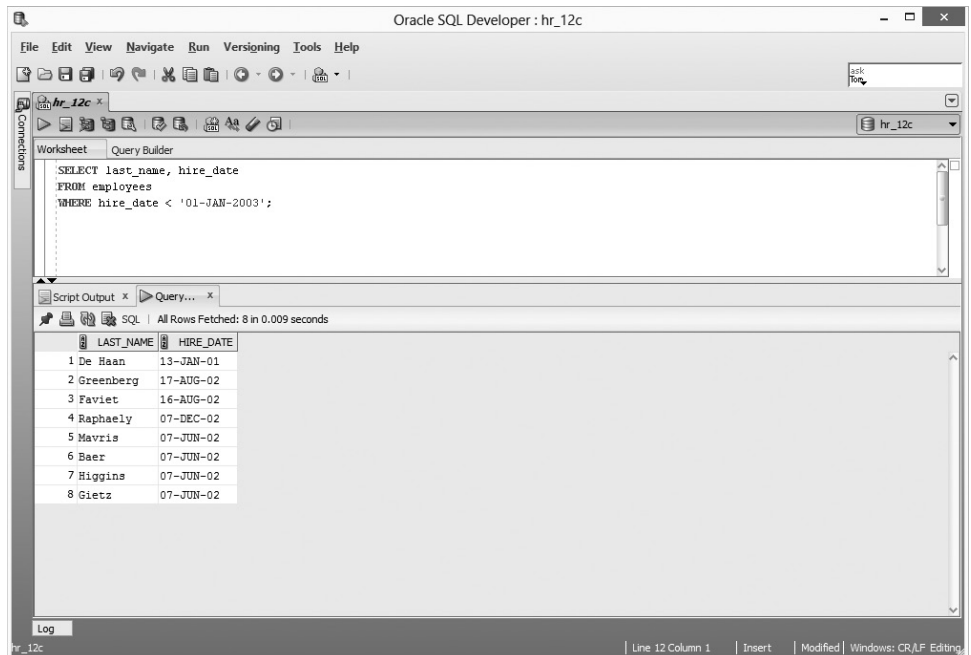 Oracle SQL Developer : hr_12c
File Edit View Navigate Run Versioning Tools Help
ask
Tom
hr_12c
Connections
hr_12c
Worksheet Query Builder
SELECT last_name, hire_date
FROM employees
WHERE hire_date < '01-JAN-2003';
Script Output x Query... x
SQL | All Rows Fetched: 8 in 0.009 seconds
LAST_NAME HIRE_DATE
1 De Haan 13-JAN-01
2 Greenberg 17-AUG-02
3 Faviet 16-AUG-02
4 Raphaely 07-DEC-02
5 Mavris 07-JUN-02
6 Baer 07-JUN-02
7 Higgins 07-JUN-02
8 Gietz 07-JUN-02
Log
hr_12c | Line 12 Column 1 | Insert | Modified | Windows: CR/LF Editing